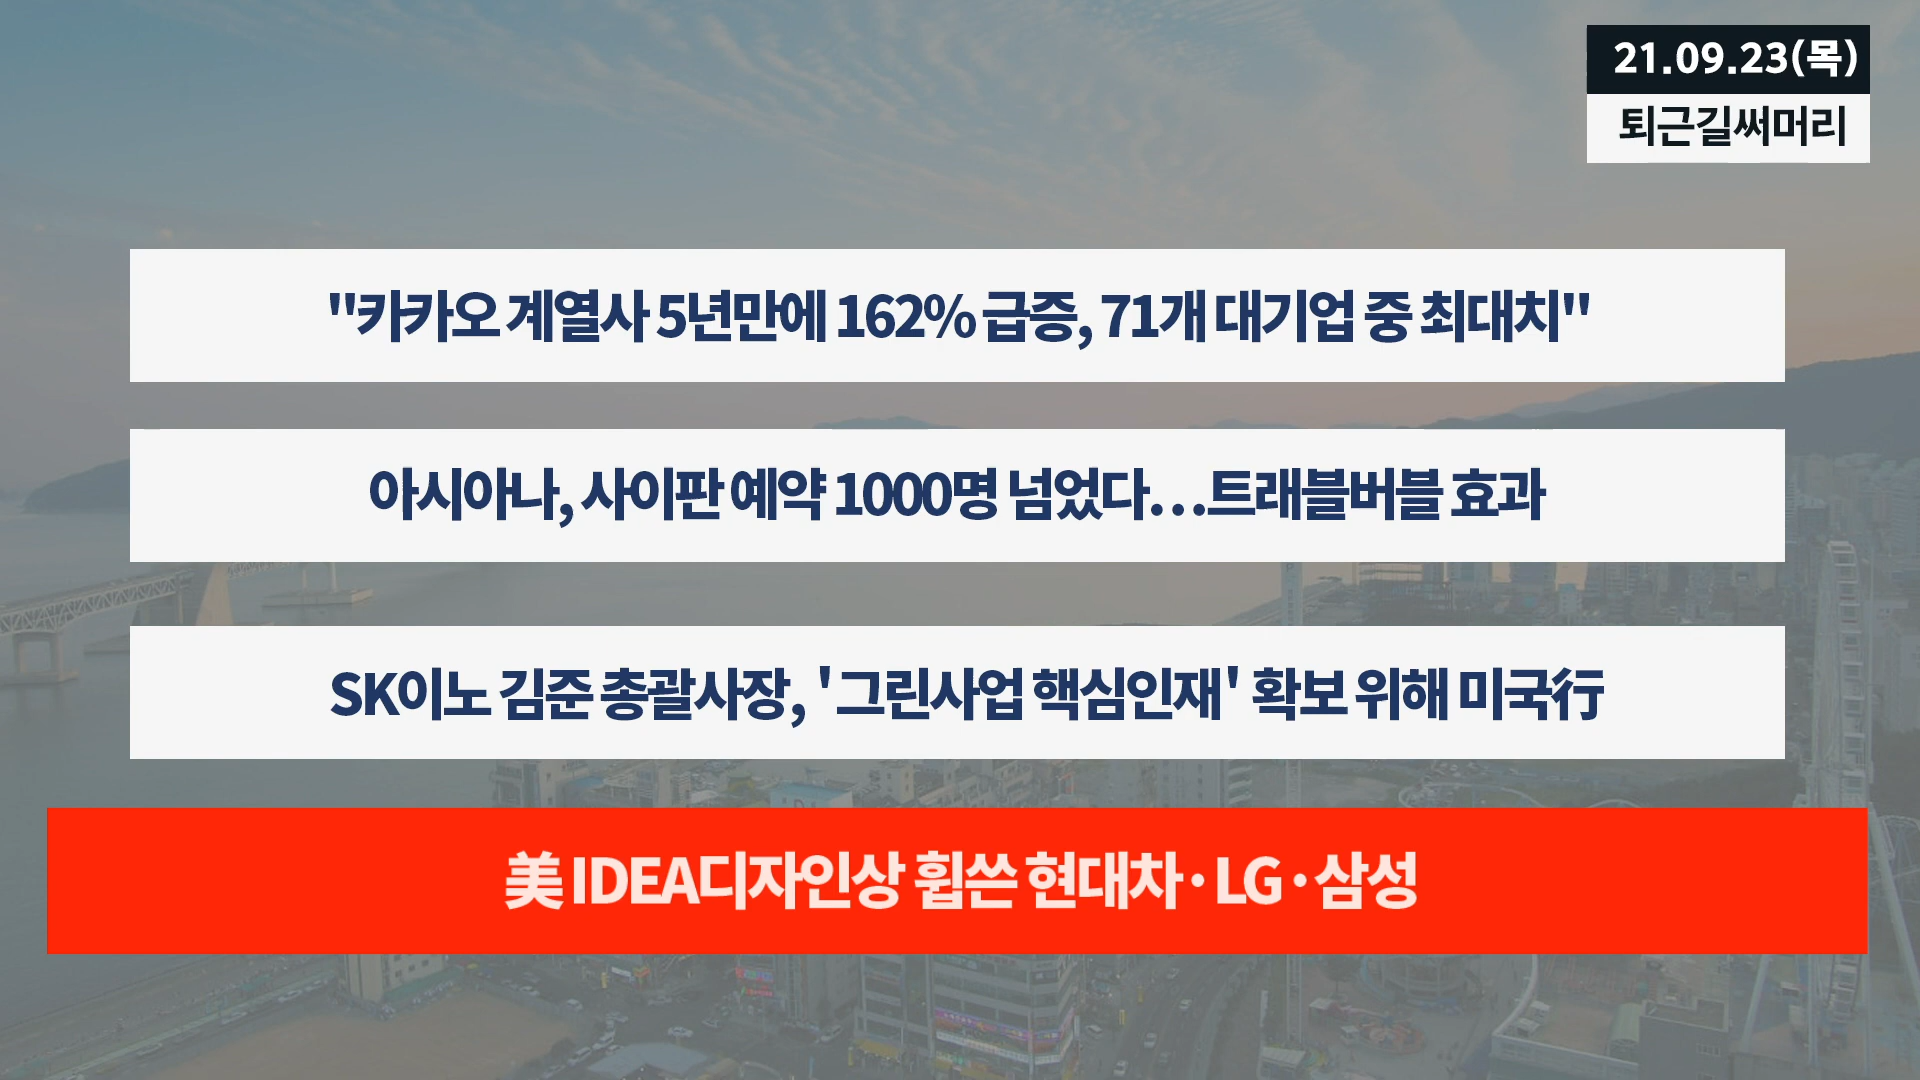 21.09.23(목)
퇴근길써머리
"카카오 계열사 5년만에 162% 급증, 71개 대기업 중 최대치"
아시아나, 사이판 예약 1000명 넘었다...트래블버블 효과
SK이노 김준 총괄사장, '그린사업 핵심인재' 확보 위해 미국行
美 IDEA디자인상 휩쓴 현대차·LG·삼성